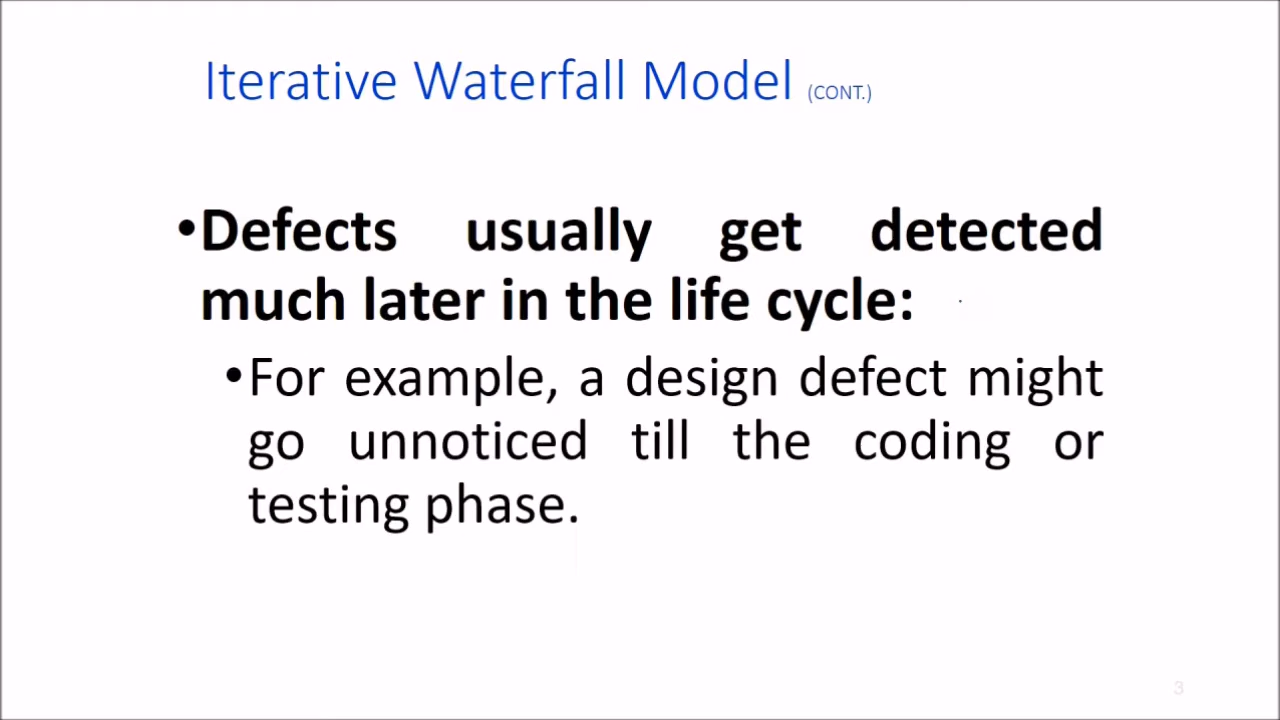 Iterative Waterfall Model (CONT.)
•Defects usually get detected
much later in the life cycle:
•For example, a design defect might
go unnoticed till the coding or
testing phase.
3